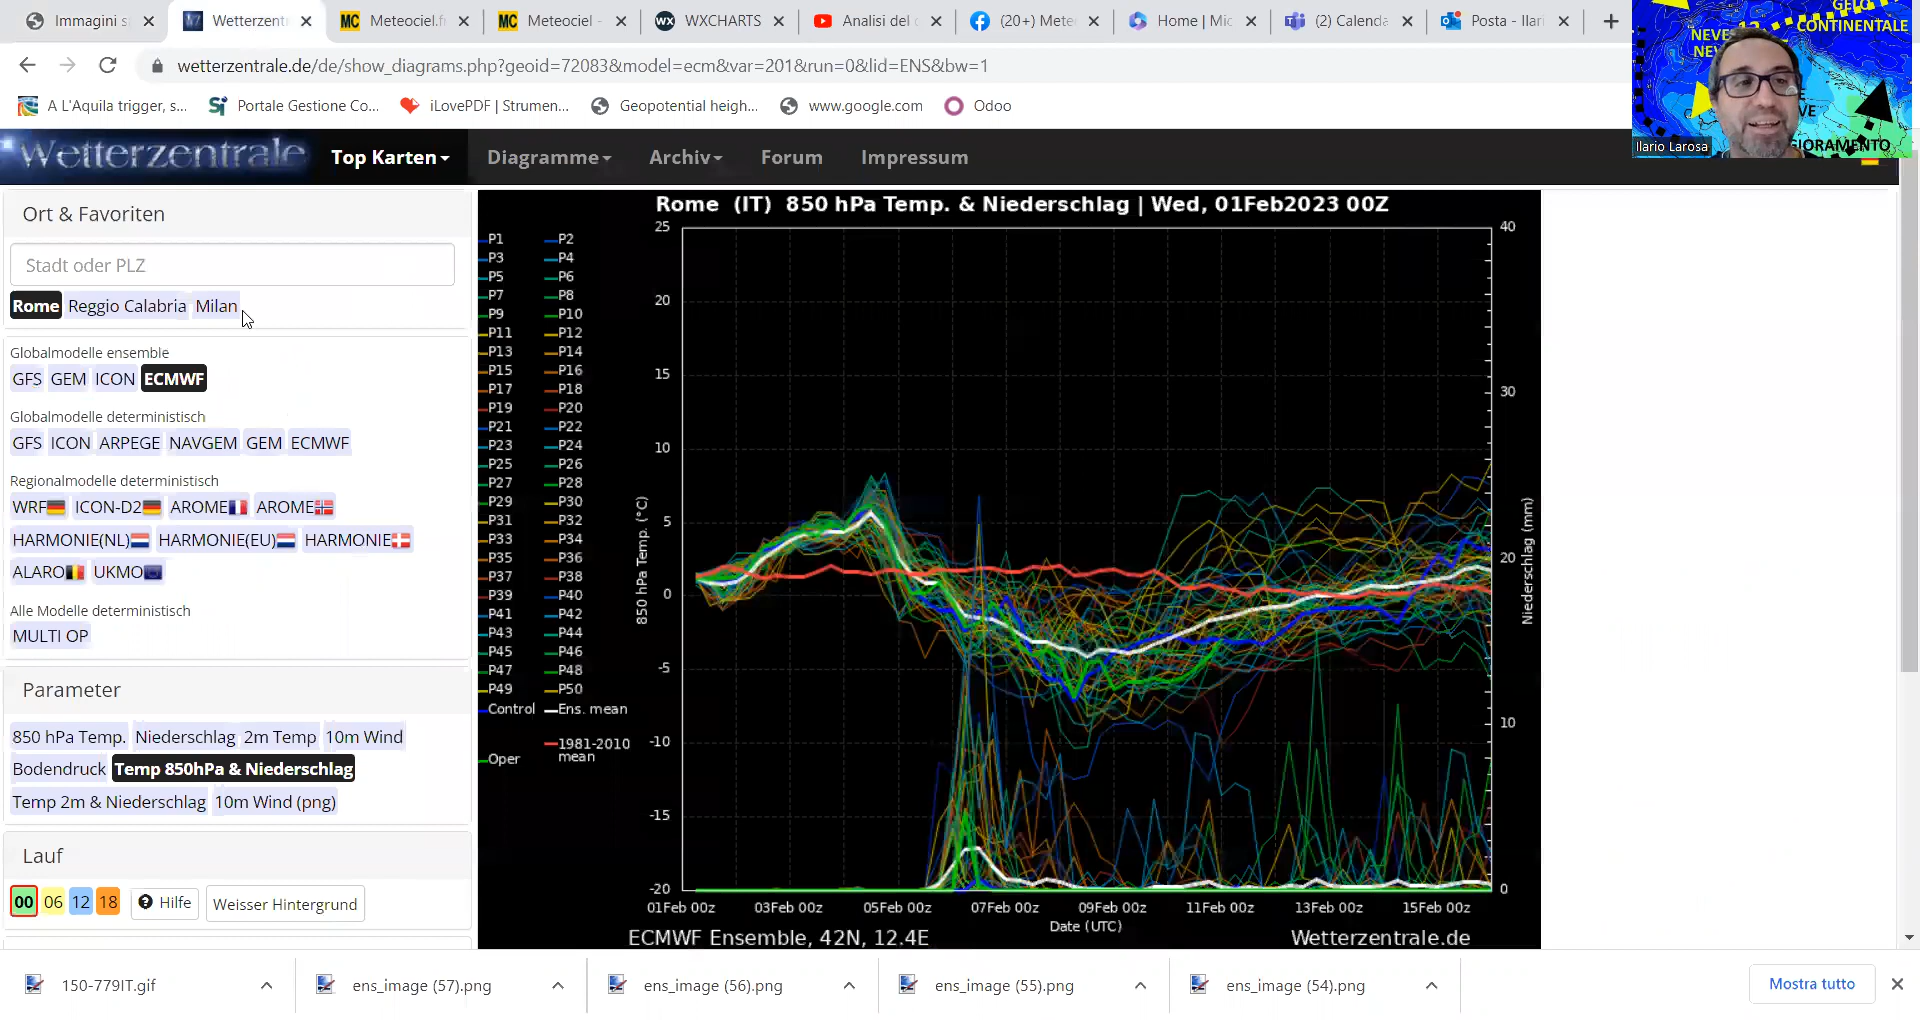 Immagini s
Wetterzent
Meteociel.f
Meteociel -
WXCHARTS
Analisi del
(20+) Mete
Home | Mic
(2) Calenda
Posta - Ilari
wetterzentrale.de/de/show_diagrams.php?geoid=72083&model=ecm&var=201&run=0&lid=ENS&bw=1
A L'Aquila trigger, s...
Portale Gestione Co...
iLovePDF | Strumen...
Geopotential heigh...
www.google.com
Odoo
GELO
CONTINENTALE
NEVE
Ilario Larosa
GIORAMENTO
Wetterzentrale
Top Karten
Diagramme
Archiv
Forum
Impressum
Ort & Favoriten
Stadt oder PLZ
Rome Reggio Calabria Milan
Globalmodelle ensemble
GFS GEM ICON ECMWF
Globalmodelle deterministisch
GFS ICON ARPEGE NAVGEM GEM ECMWF
Regionalmodelle deterministisch
WRF ICON-D2 AROME AROME
HARMONIE(NL) HARMONIE(EU) HARMONIE
ALARO UKMO
Alle Modelle deterministisch
MULTI OP
Parameter
850 hPa Temp. Niederschlag 2m Temp 10m Wind
Bodendruck Temp 850hPa & Niederschlag
Temp 2m & Niederschlag 10m Wind (png)
Lauf
00 06 12 18 Hilfe Weisser Hintergrund
Rome (IT) 850 hPa Temp. & Niederschlag | Wed, 01Feb2023 00Z
P1 P2
P3 P4
P5 P6
P7 P8
P9 P10
P11 P12
P13 P14
P15 P16
P17 P18
P19 P20
P21 P22
P23 P24
P25 P26
P27 P28
P29 P30
P31 P32
P33 P34
P35 P36
P37 P38
P39 P40
P41 P42
P43 P44
P45 P46
P47 P48
P49 P50
Control Ens. mean
Oper 1981-2010
mean
850 hPa Temp. (°C)
25
20
15
10
5
0
-5
-10
-15
-20
40
30
20
10
0
Niederschlag (mm)
01Feb 00z 03Feb 00z 05Feb 00z 07Feb 00z 09Feb 00z 11Feb 00z 13Feb 00z 15Feb 00z
Date (UTC)
ECMWF Ensemble, 42N, 12.4E
Wetterzentrale.de
150-779IT.gif
ens_image (57).png
ens_image (56).png
ens_image (55).png
ens_image (54).png
Mostra tutto